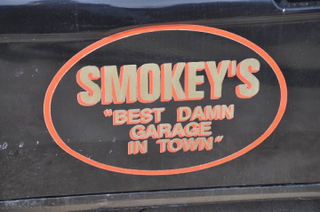 SMOKEY'S
"BEST DAMN
GARAGE
IN TOWN"